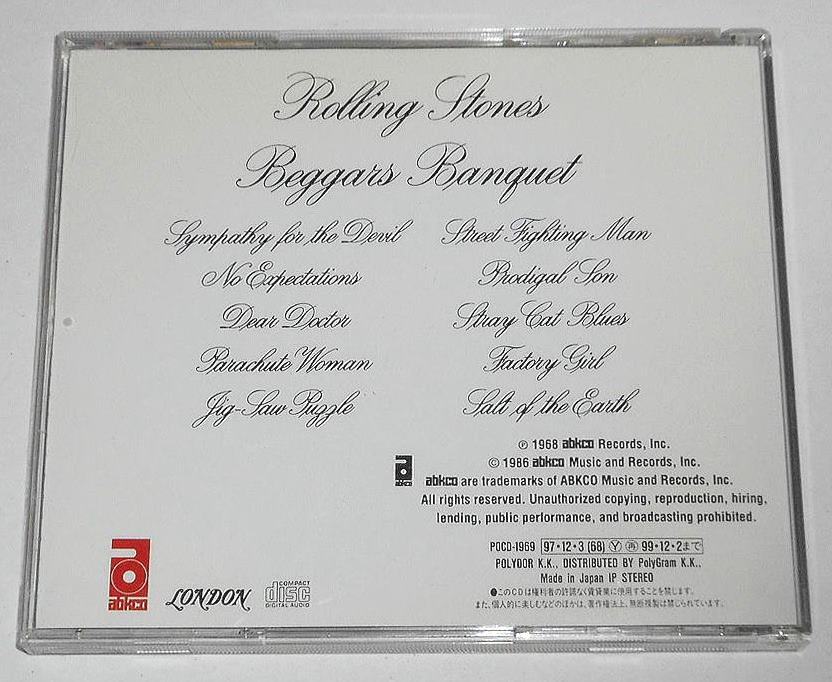 Rolling Stones
Beggars Banquet
Sympathy for the Devil
No Expectations
Dear Doctor
Parachute Woman
Jig-Saw Puzzle
Street Fighting Man
Prodigal Son
Stray Cat Blues
Factory Girl
Salt of the Earth
℗ 1968 abkco Records, Inc.
© 1986 abkco Music and Records, Inc.
abkco
abkco are trademarks of ABKCO Music and Records, Inc.
All rights reserved. Unauthorized copying, reproduction, hiring,
lending, public performance, and broadcasting prohibited.
POCD-1969 97・12・3 (68) Ⓨ ㊢ 99・12・2まで
POLYDOR K.K., DISTRIBUTED BY PolyGram K.K.,
Made in Japan IP STEREO
●このCDは権利者の許諾なく賃貸業に使用することを禁じます。
また、個人的に楽しむなどのほかは、著作権法上、無断複製は禁じられています。
abkco
LONDON
COMPACT
disc
DIGITAL AUDIO